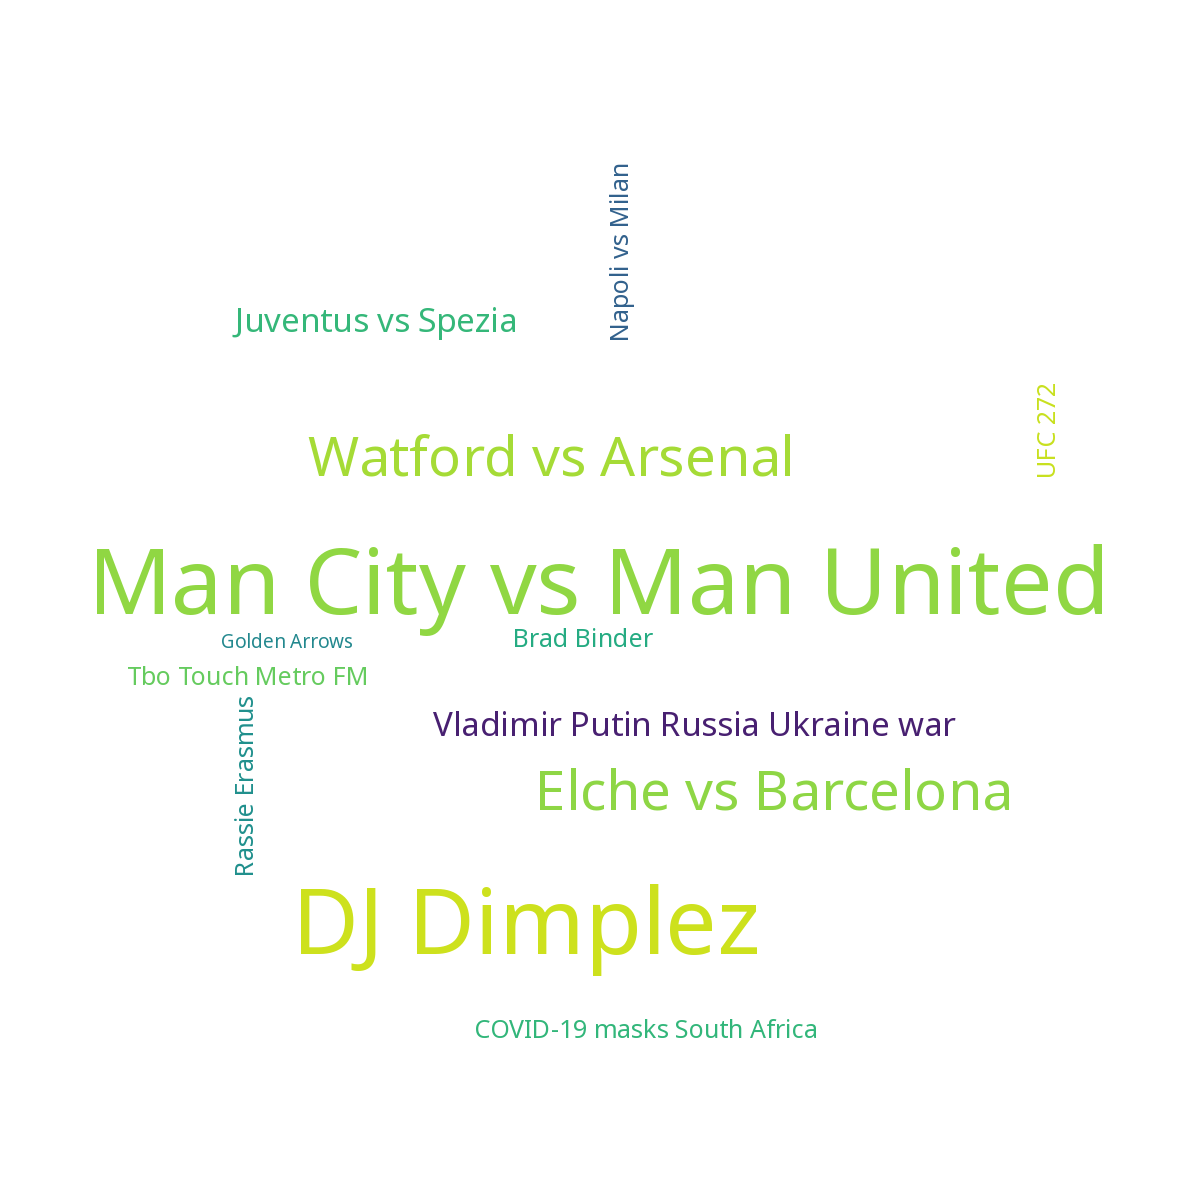 Napoli vs Milan
Juventus vs Spezia
UFC 272
Watford vs Arsenal
Man City vs Man United
Golden Arrows
Brad Binder
Tbo Touch Metro FM
Rassie Erasmus
Vladimir Putin Russia Ukraine war
Elche vs Barcelona
DJ Dimplez
COVID-19 masks South Africa